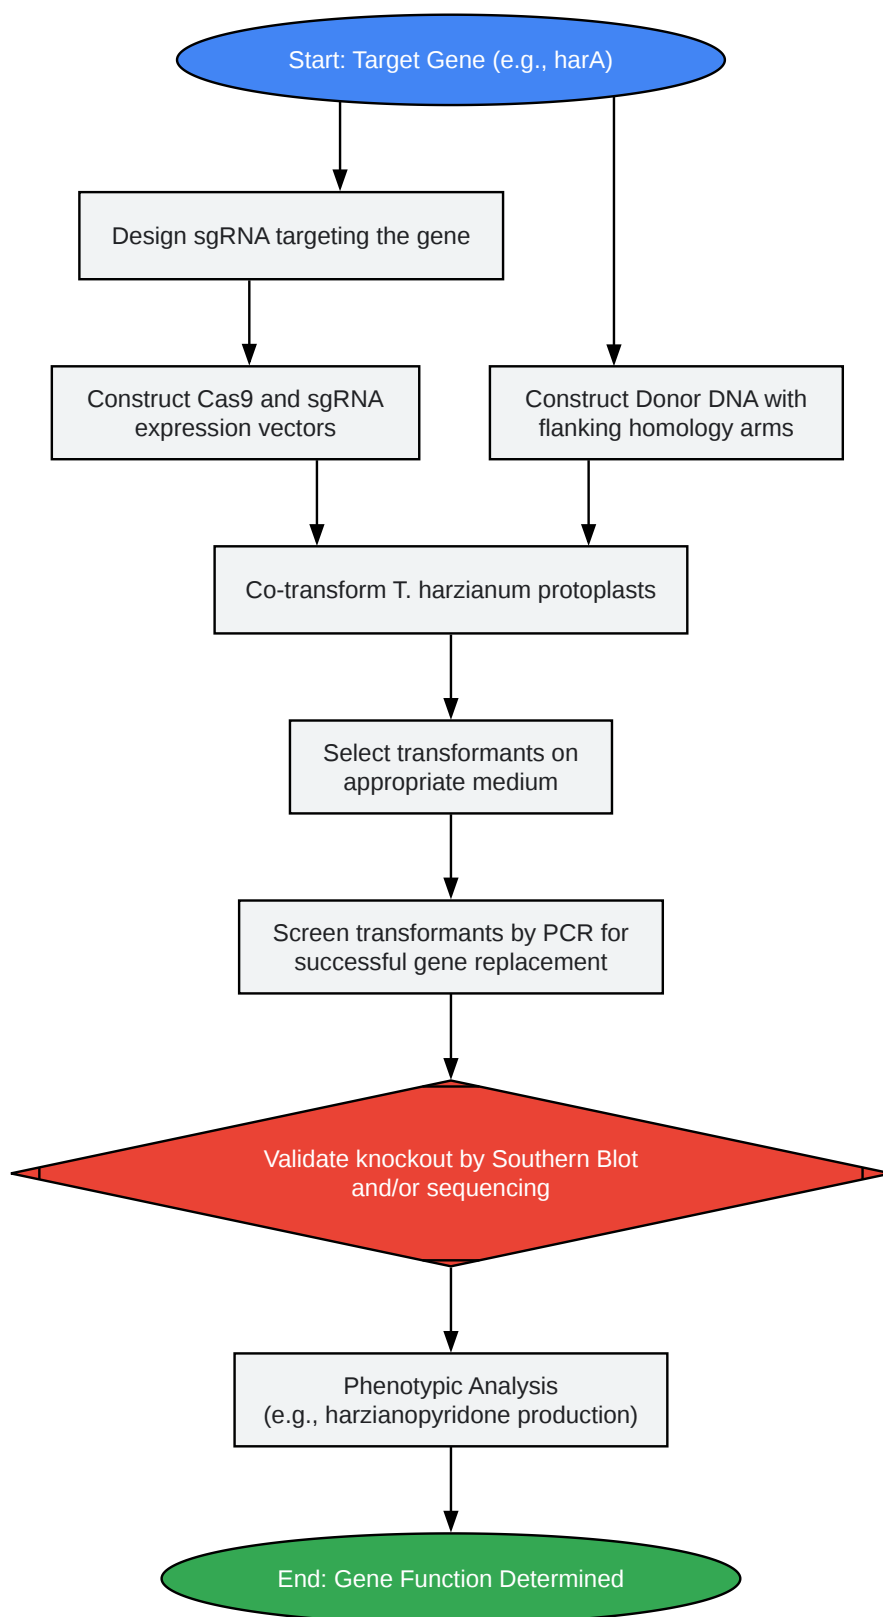 Start: Target Gene (e.g., harA)
Design sgRNA targeting the gene
Construct Cas9 and sgRNA
expression vectors
Construct Donor DNA with
flanking homology arms
Co-transform T. harzianum protoplasts
Select transformants on
appropriate medium
Screen transformants by PCR for
successful gene replacement
Validate knockout by Southern Blot
and/or sequencing
Phenotypic Analysis
(e.g., harzianopyridone production)
End: Gene Function Determined